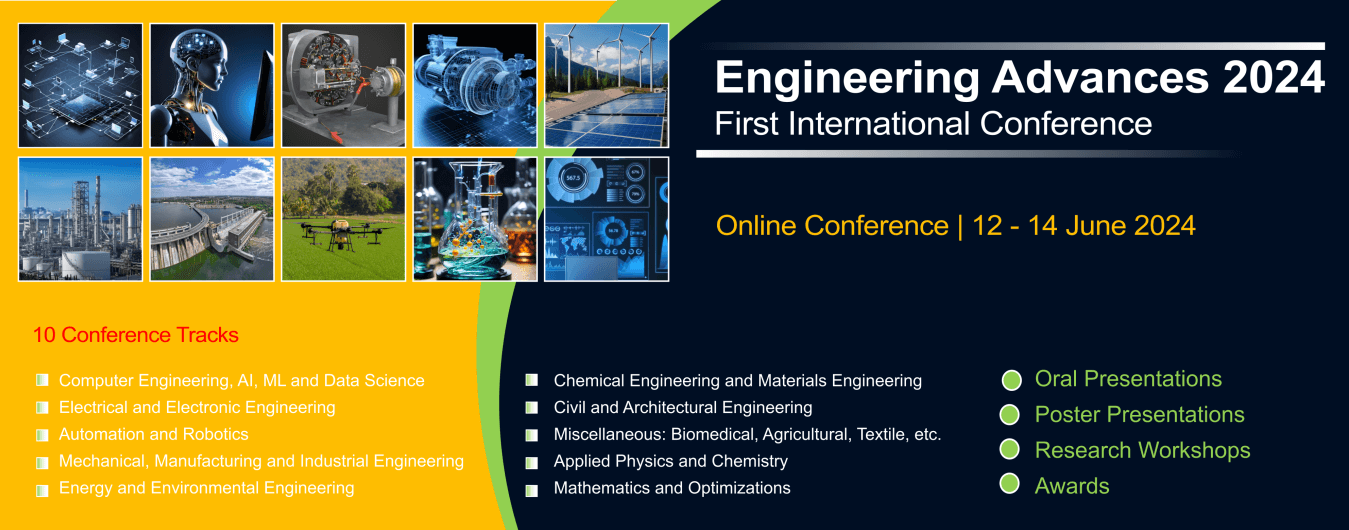 Engineering Advances 2024
First International Conference
Online Conference | 12 - 14 June 2024
10 Conference Tracks
Computer Engineering, AI, ML and Data Science
Electrical and Electronic Engineering
Automation and Robotics
Mechanical, Manufacturing and Industrial Engineering
Energy and Environmental Engineering
Chemical Engineering and Materials Engineering
Civil and Architectural Engineering
Miscellaneous: Biomedical, Agricultural, Textile, etc.
Applied Physics and Chemistry
Mathematics and Optimizations
Oral Presentations
Poster Presentations
Research Workshops
Awards